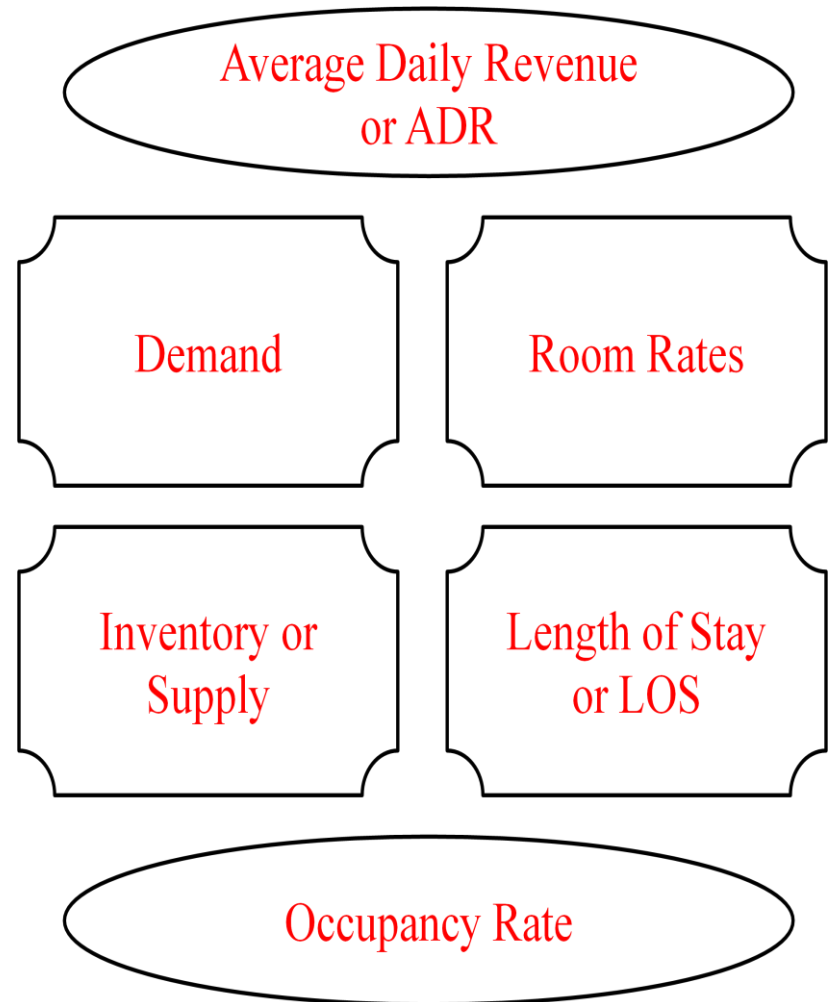 Average Daily Revenue
or ADR
Demand
Room Rates
Inventory or
Supply
Length of Stay
or LOS
Occupancy Rate